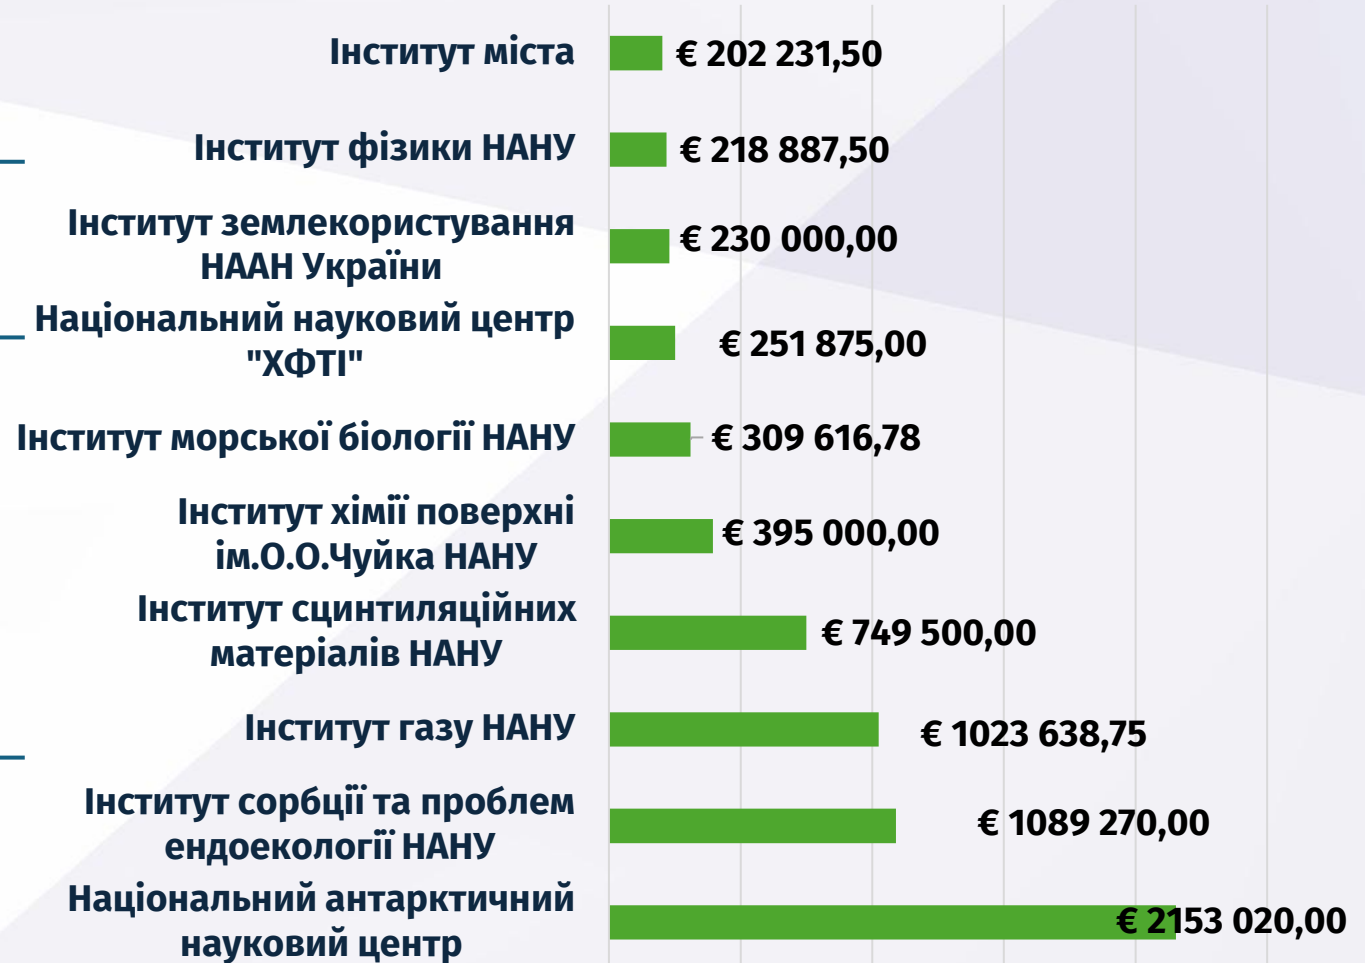 Інститут міста
€ 202 231,50
Інститут фізики НАНУ
€ 218 887,50
Інститут землекористування
НААН України
€ 230 000,00
Національний науковий центр
"ХФТІ"
€ 251 875,00
Інститут морської біології НАНУ
€ 309 616,78
Інститут хімії поверхні
ім.О.О.Чуйка НАНУ
€ 395 000,00
Інститут сцинтиляційних
матеріалів НАНУ
€ 749 500,00
Інститут газу НАНУ
€ 1023 638,75
Інститут сорбції та проблем
ендоекології НАНУ
€ 1089 270,00
Національний антарктичний
науковий центр
€ 2153 020,00